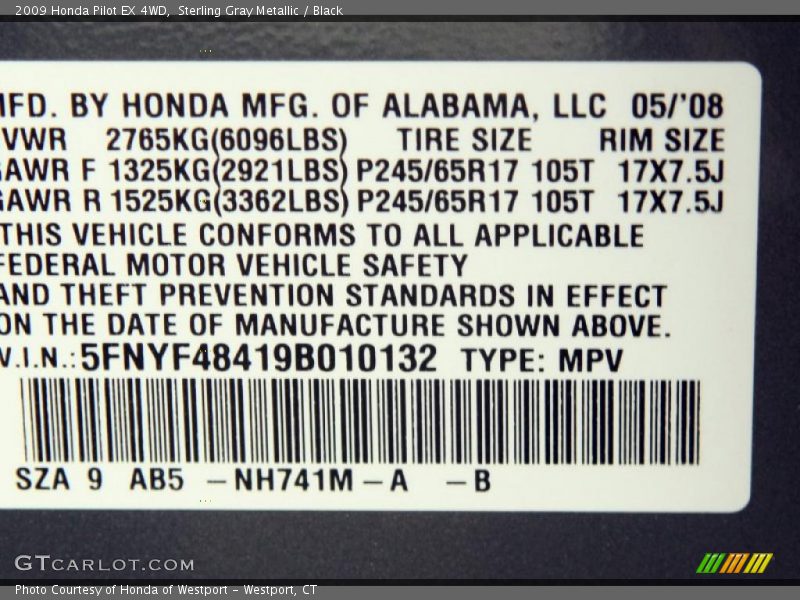 2009 Honda Pilot EX 4WD,  Sterling Gray Metallic / Black
MFD. BY HONDA MFG. OF ALABAMA, LLC 05/'08
VWR 2765KG(6096LBS) TIRE SIZE RIM SIZE
GAWR F 1325KG(2921LBS) P245/65R17 105T 17X7.5J
GAWR R 1525KG(3362LBS) P245/65R17 105T 17X7.5J
THIS VEHICLE CONFORMS TO ALL APPLICABLE
FEDERAL MOTOR VEHICLE SAFETY
AND THEFT PREVENTION STANDARDS IN EFFECT
ON THE DATE OF MANUFACTURE SHOWN ABOVE.
V.I.N.: 5FNYF48419B010132 TYPE: MPV
SZA 9 AB5 – NH741M – A – B
GTCARLOT.COM
Photo Courtesy of Honda of Westport – Westport, CT